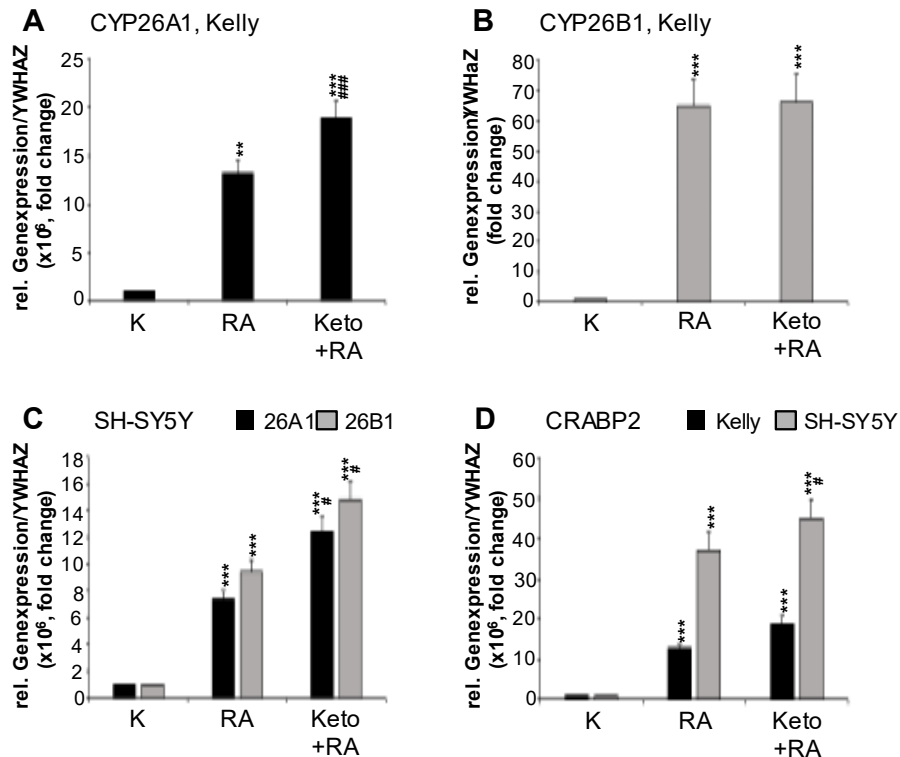 A CYP26A1, Kelly
rel. Genexpression/YWHAZ
(x10⁶, fold change)
25
20
15
10
5
0
**
***
###
K RA Keto
+RA
B CYP26B1, Kelly
rel. Genexpression/YWHaZ
(fold change)
80
70
60
50
40
30
20
10
0
***
***
K RA Keto
+RA
C SH-SY5Y 26A1 26B1
rel. Genexpression/YWHAZ
(x10⁶, fold change)
18
16
14
12
10
8
6
4
2
0
***
***
***
#
***
#
K RA Keto
+RA
D CRABP2 Kelly SH-SY5Y
rel. Genexpression/YWHAZ
(x10⁶, fold change)
60
50
40
30
20
10
0
***
***
***
***
#
K RA Keto
+RA